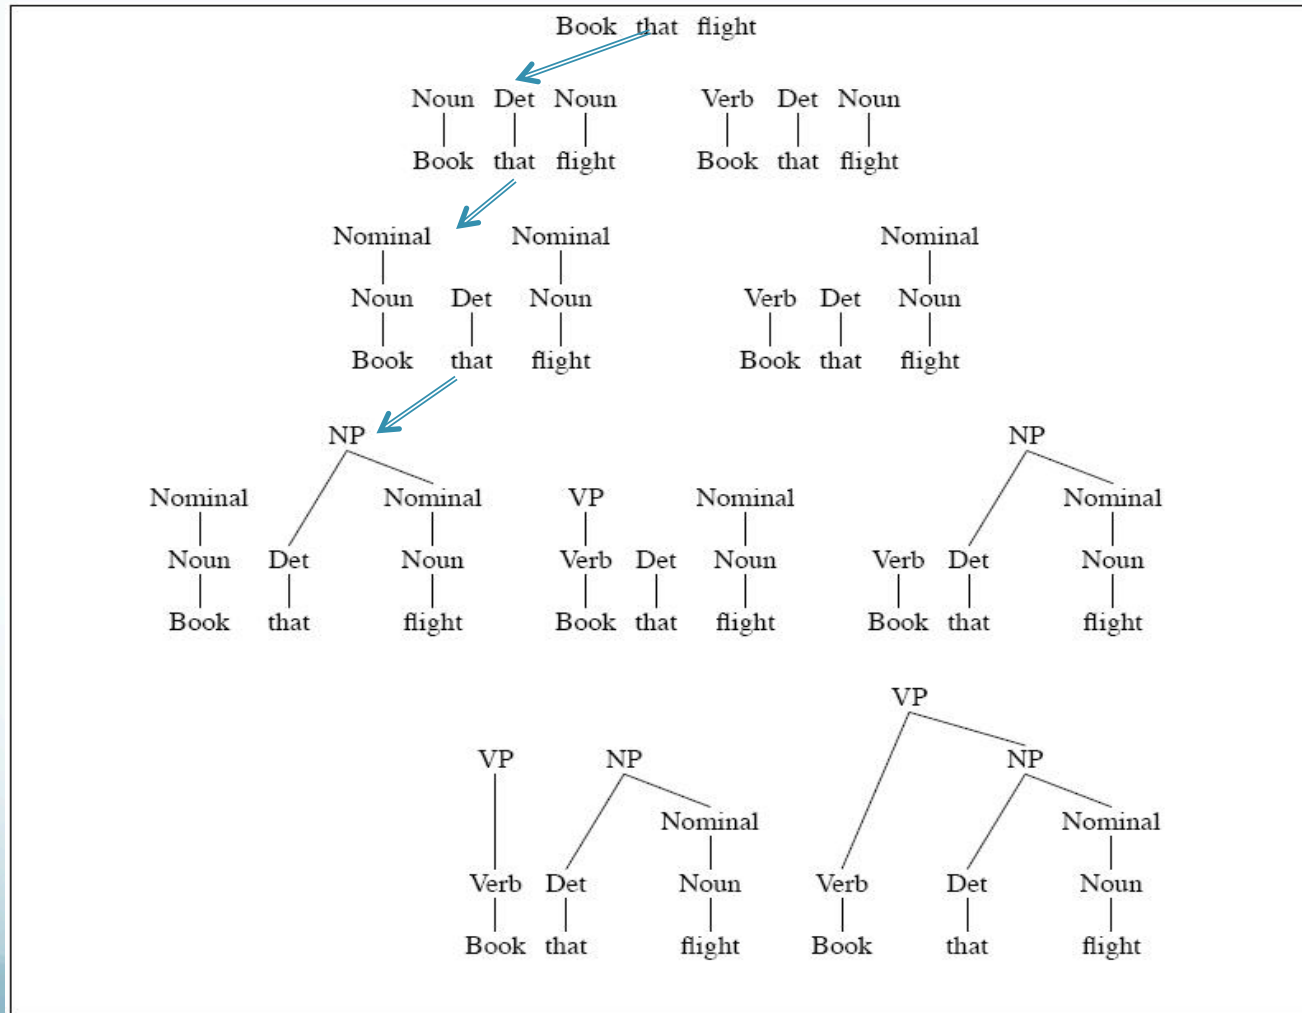 Book that flight
Noun Det Noun Verb Det Noun
Book that flight Book that flight
Nominal Nominal Nominal
Noun Det Noun Verb Det Noun
Book that flight Book that flight
NP NP
Nominal Nominal VP Nominal Nominal
Noun Det Noun Verb Det Noun Verb Det Noun
Book that flight Book that flight Book that flight
VP
VP NP NP
Nominal Nominal
Verb Det Noun Verb Det Noun
Book that flight Book that flight